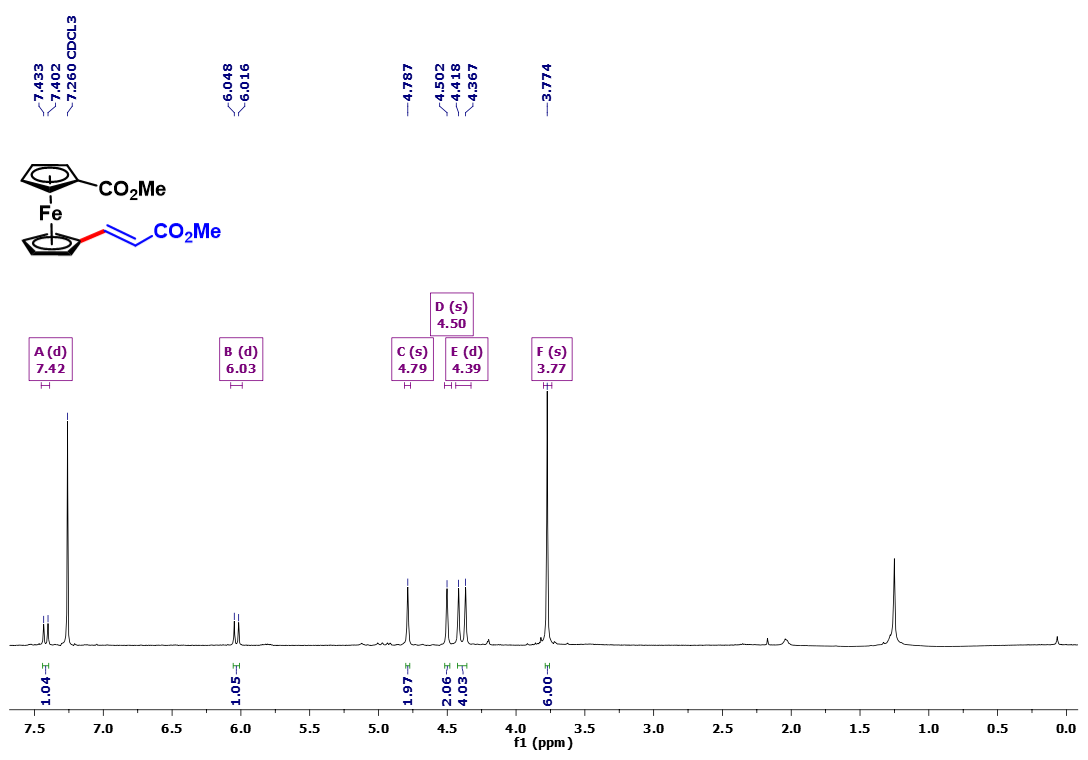 7.433
7.402
7.260 CDCL3
6.048
6.016
4.787
4.502
4.418
4.367
3.774
CO2Me
Fe
CO2Me
D (s)
4.50
A (d)
7.42
B (d)
6.03
C (s)
4.79
E (d)
4.39
F (s)
3.77
1.04
1.05
1.97
2.06
4.03
6.00
7.5 7.0 6.5 6.0 5.5 5.0 4.5 4.0 3.5 3.0 2.5 2.0 1.5 1.0 0.5 0.0
f1 (ppm)